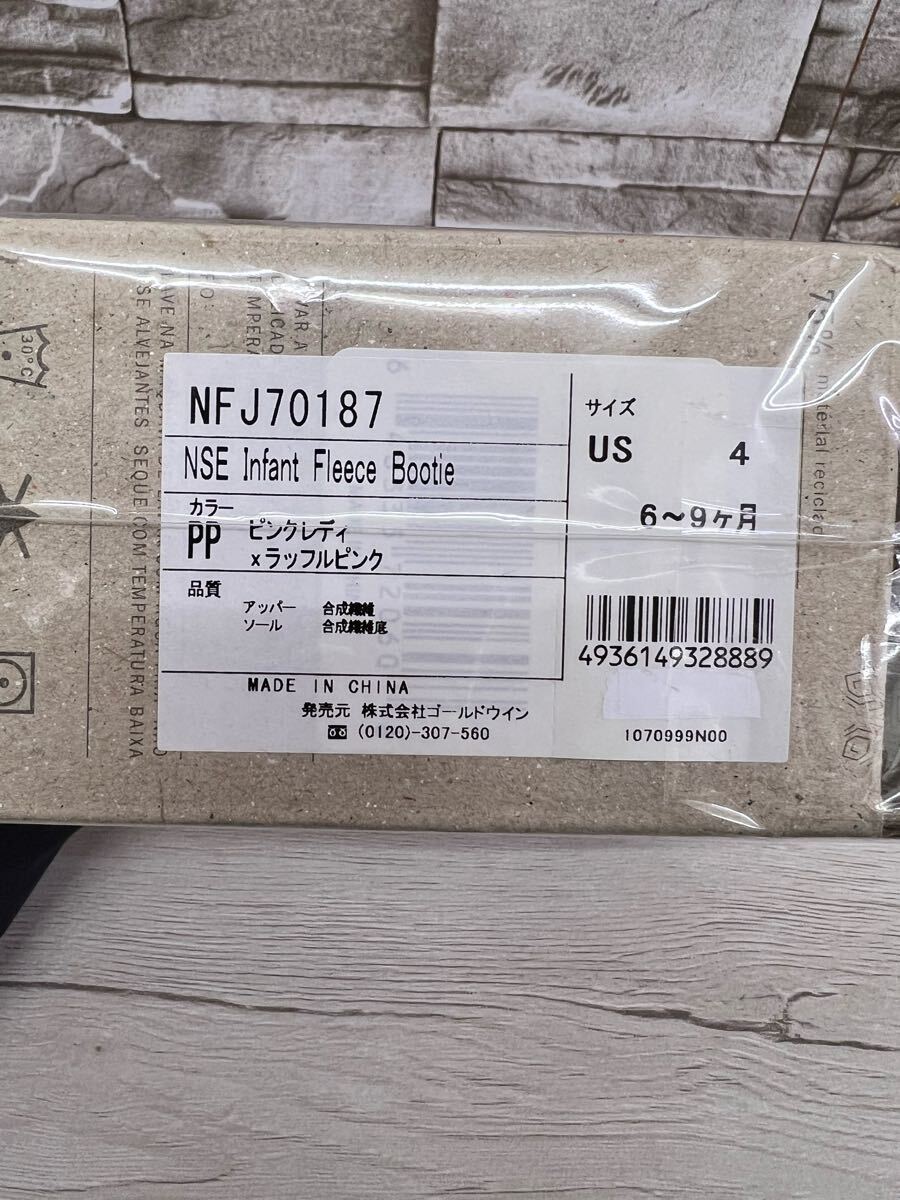 NFJ70187
NSE Infant Fleece Bootie
カラー
PP ピンクレディ
xラッフルピンク
品質
アッパー 合成繊維
ソール 合成繊維底
MADE IN CHINA
発売元 株式会社ゴールドウイン
(0120)-307-560
サイズ
US 4
6～9ヶ月
4936149328889
1070999N00
material reciclado
30°C
SE ALVEJANTES SEQUE COM TEMPERATURA BAIXA